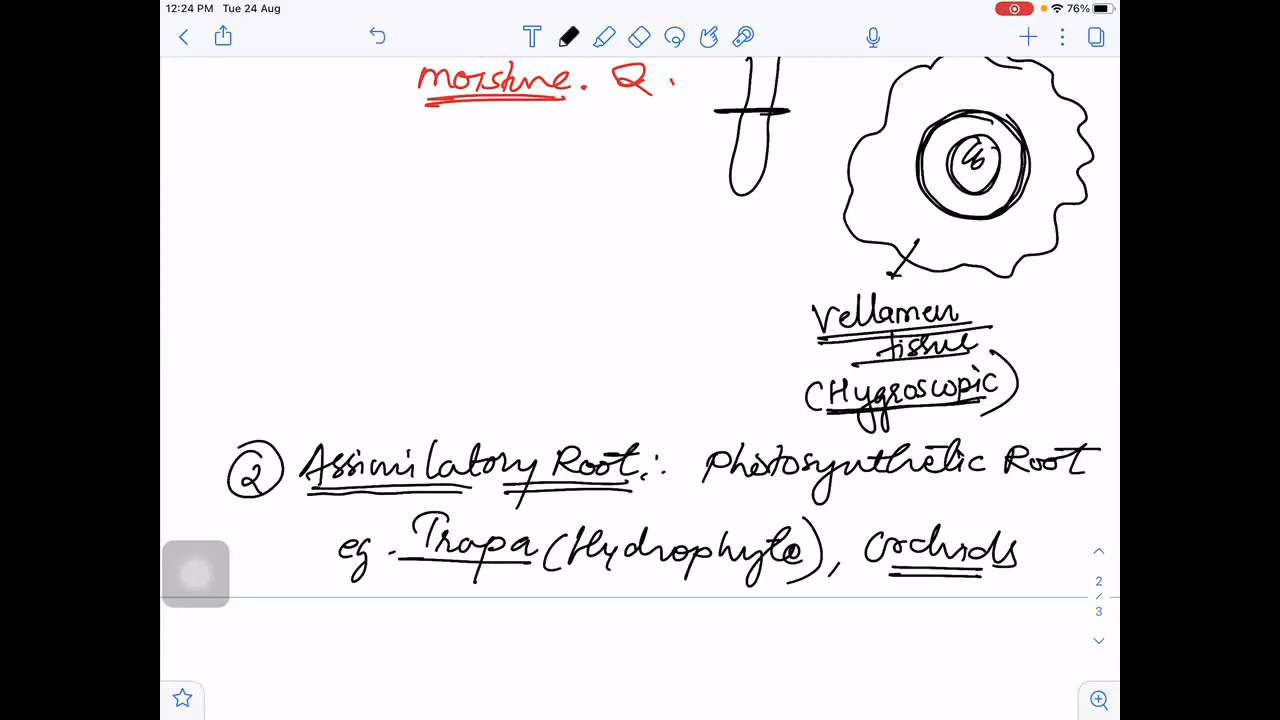 12:24 PM Tue 24 Aug
76%
T
moisture. Q.
Vellamen
tissue
(Hygroscopic)
2 Assimilatory Root:. Photosynthetic Root
eg. Trapa (Hydrophyte), Orchids
2
/
3